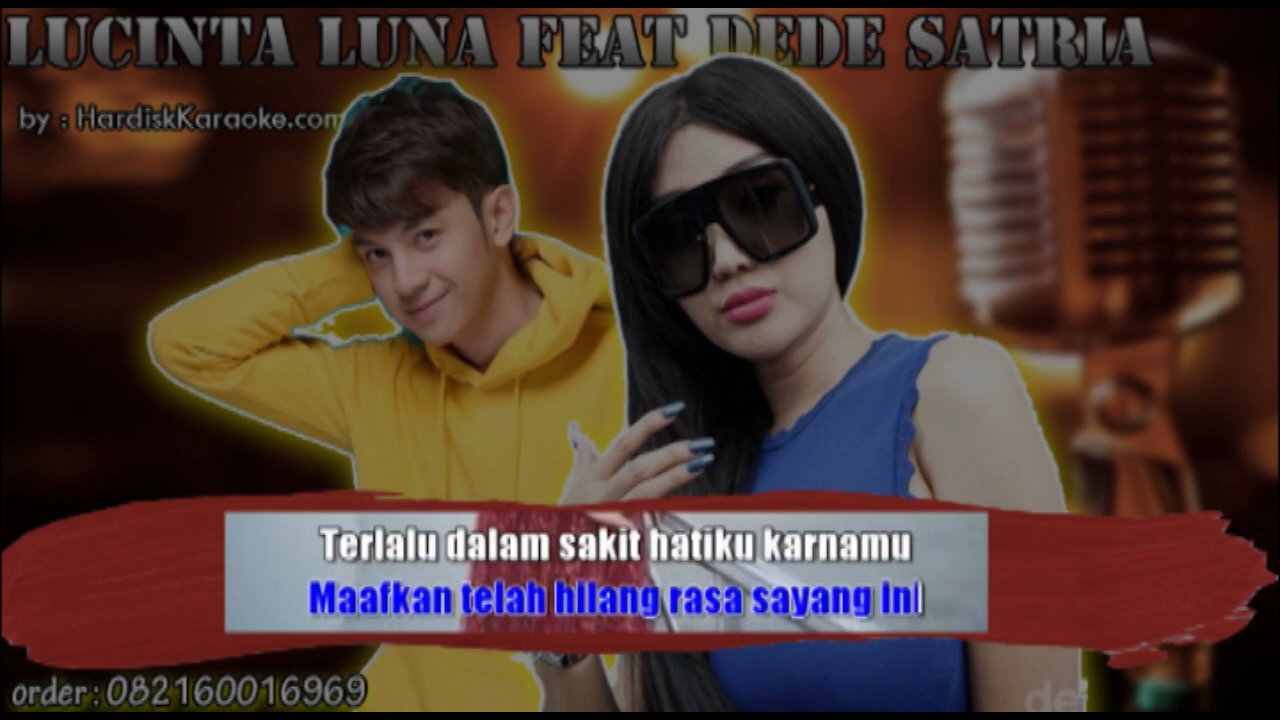 LUCINTA LUNA FEAT DEDE SATRIA
by : HardiskKaraoke.com
Terlalu dalam sakit hatiku karnamu
Maafkan telah hilang rasa sayang ini
order : 082160016969